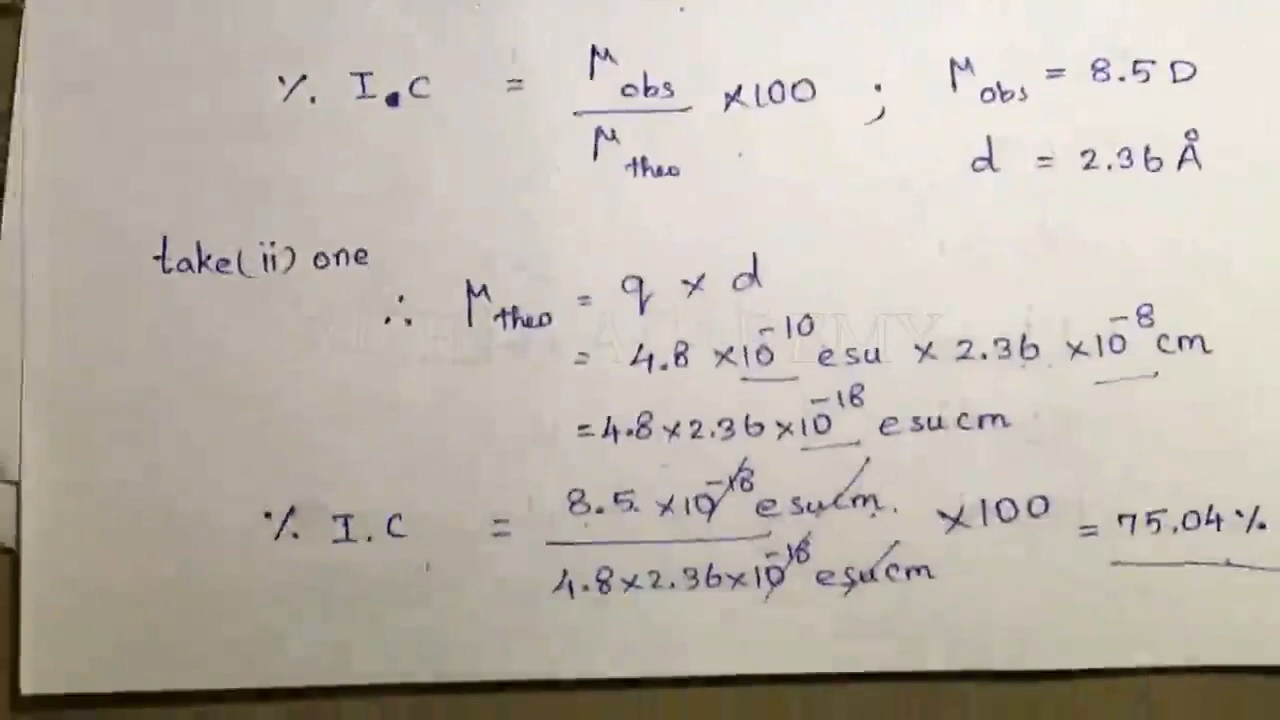 % I.C = μobs / μtheo ×100 ; μobs = 8.5 D
d = 2.36 Å
take(ii) one
∴ μtheo = q × d
= 4.8 ×10⁻¹⁰ esu × 2.36 ×10⁻⁸ cm
= 4.8×2.36×10⁻¹⁸ esu cm
% I.C = 8.5 ×10⁻¹⁸ esu cm. / 4.8×2.36×10⁻¹⁸ esu cm ×100 = 75.04 %